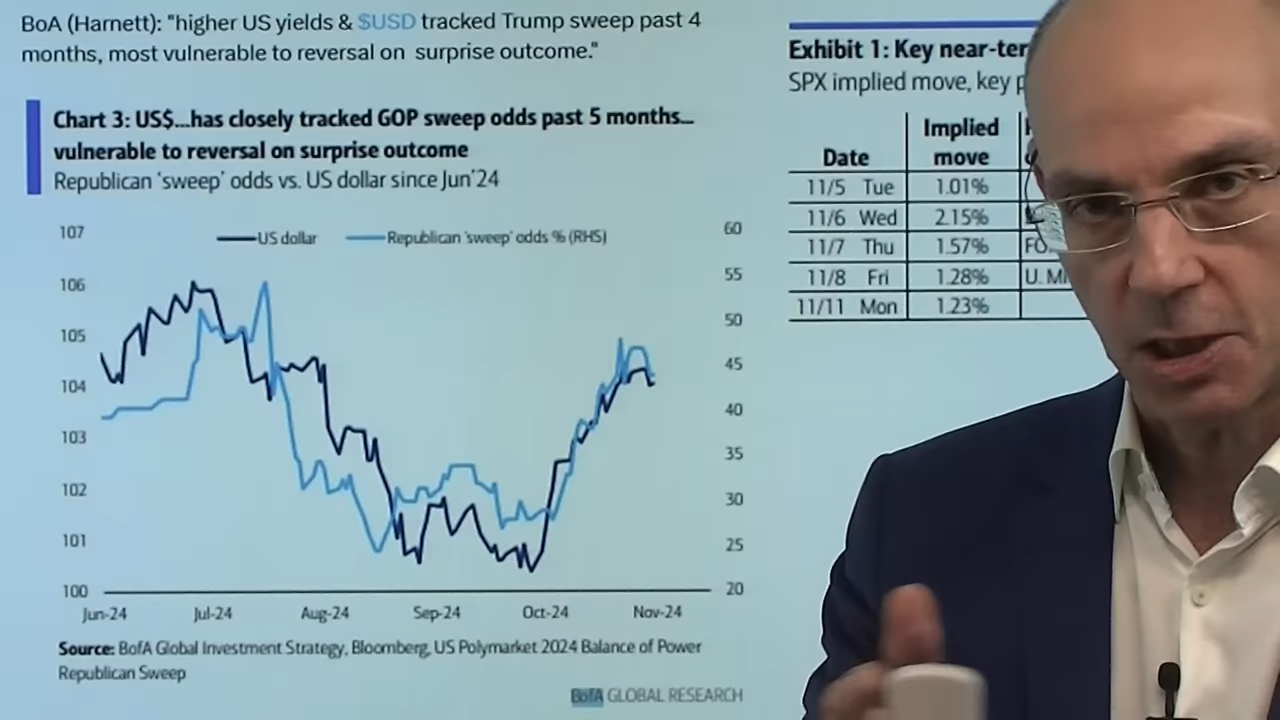 BoA (Harnett): "higher US yields & $USD tracked Trump sweep past 4
months, most vulnerable to reversal on surprise outcome."
Chart 3: US$...has closely tracked GOP sweep odds past 5 months...
vulnerable to reversal on surprise outcome
Republican 'sweep' odds vs. US dollar since Jun'24
US dollar
Republican 'sweep' odds % (RHS)
107
106
105
104
103
102
101
100
60
55
50
45
40
35
30
25
20
Jun-24 Jul-24 Aug-24 Sep-24 Oct-24 Nov-24
Source: BofA Global Investment Strategy, Bloomberg, US Polymarket 2024 Balance of Power
Republican Sweep
BofA GLOBAL RESEARCH
Exhibit 1: Key
SPX implied move, key
Date Implied move
11/5 Tue 1.01%
11/6 Wed 2.15%
11/7 Thu 1.57%
11/8 Fri 1.28% U.
11/11 Mon 1.23%